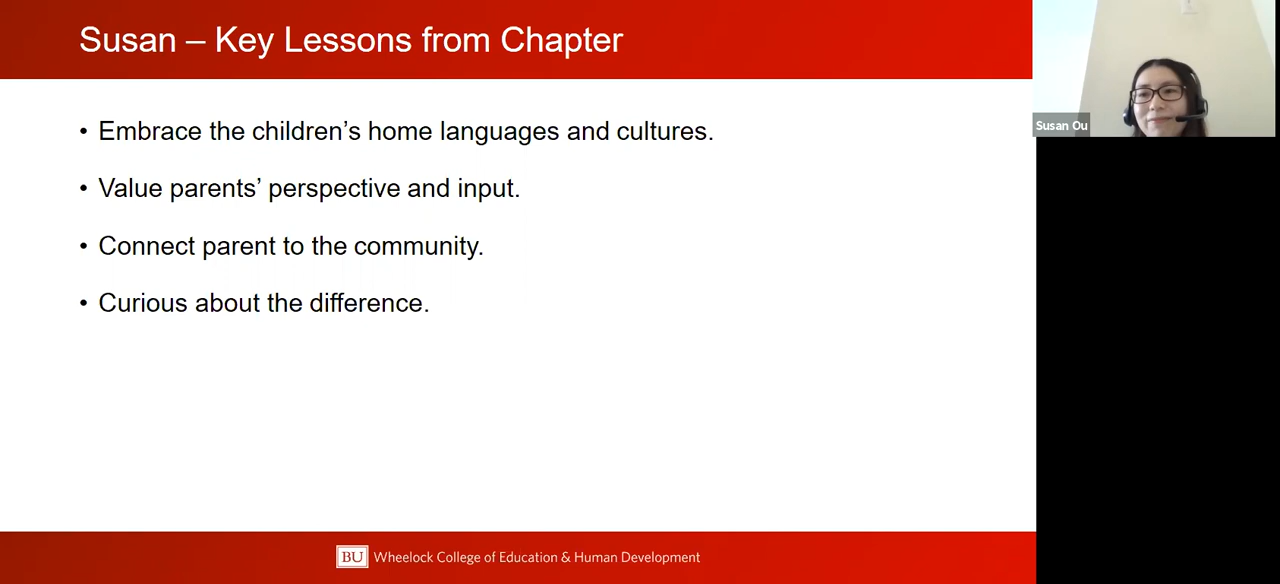 Susan – Key Lessons from Chapter
• Embrace the children’s home languages and cultures.
• Value parents’ perspective and input.
• Connect parent to the community.
• Curious about the difference.
Susan Ou
BU Wheelock College of Education & Human Development